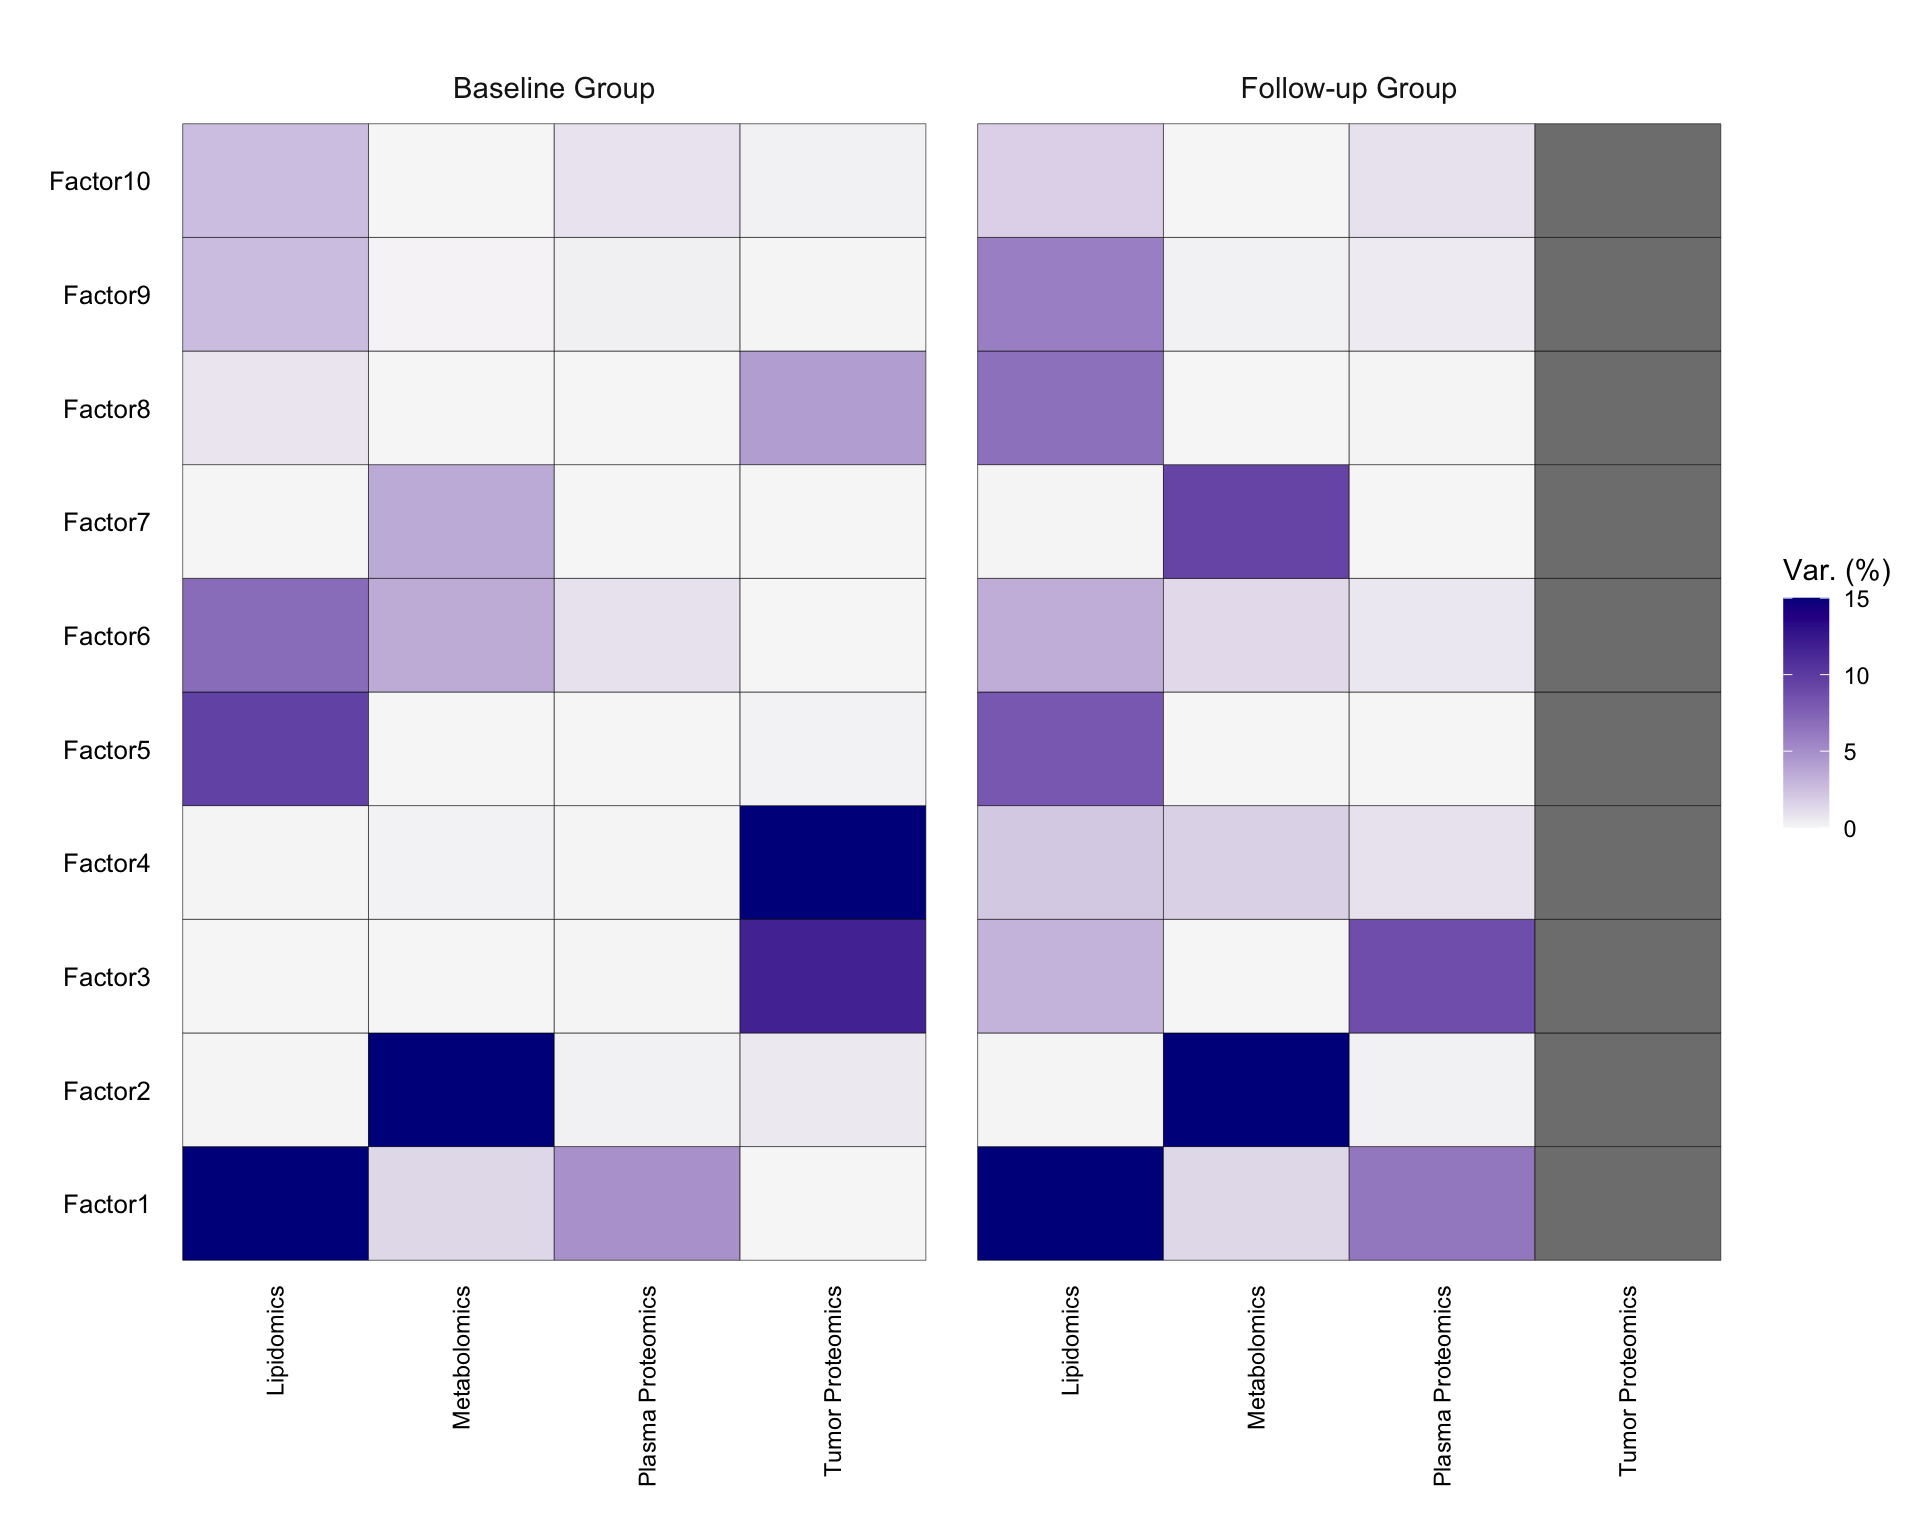 Baseline Group
Follow-up Group
Factor10
Factor9
Factor8
Factor7
Factor6
Factor5
Factor4
Factor3
Factor2
Factor1
Lipidomics
Metabolomics
Plasma Proteomics
Tumor Proteomics
Lipidomics
Metabolomics
Plasma Proteomics
Tumor Proteomics
Var. (%)
15
10
5
0